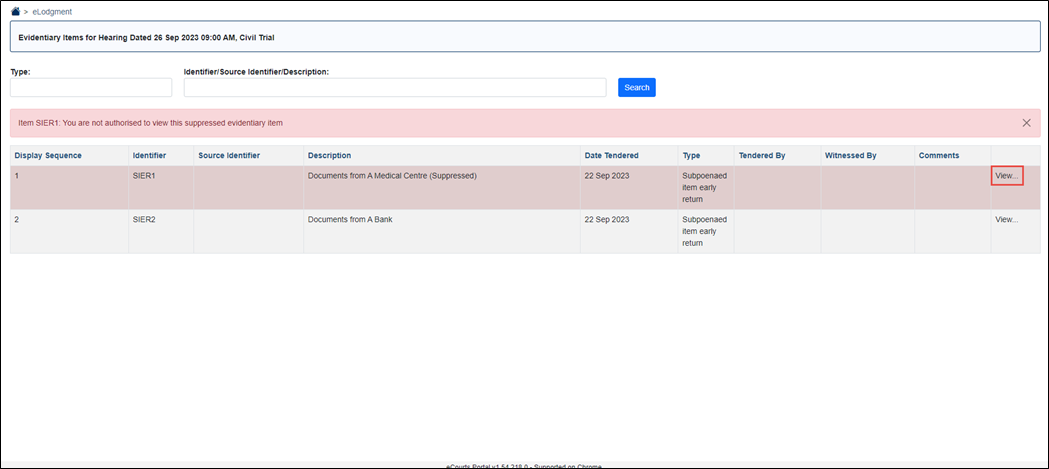 > eLodgment
Evidentiary Items for Hearing Dated 26 Sep 2023 09:00 AM, Civil Trial
Type: Identifier/Source Identifier/Description:
Search
Item SIER1: You are not authorised to view this suppressed evidentiary item ×
Display Sequence Identifier Source Identifier Description Date Tendered Type Tendered By Witnessed By Comments
1 SIER1 Documents from A Medical Centre (Suppressed) 22 Sep 2023 Subpoenaed View...
item early
return
2 SIER2 Documents from A Bank 22 Sep 2023 Subpoenaed View...
item early
return
eCourts Portal v1.54.218.0 - Supported on Chrome